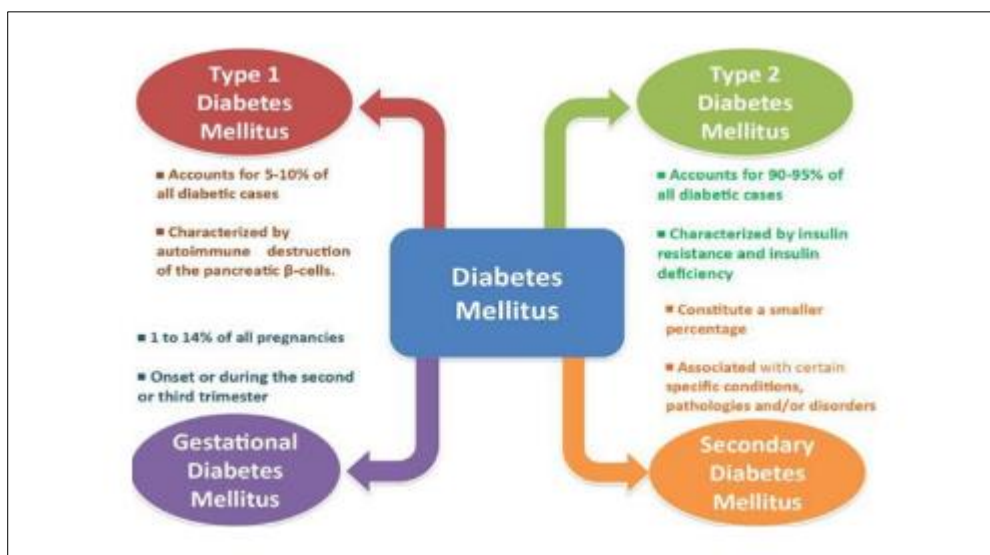 Type 1
Diabetes
Mellitus
■ Accounts for 5-10% of
all diabetic cases
■ Characterized by
autoimmune destruction
of the pancreatic β-cells.
Type 2
Diabetes
Mellitus
■ Accounts for 90-95% of
all diabetic cases
■ Characterized by insulin
resistance and insulin
deficiency
Diabetes
Mellitus
■ 1 to 14% of all pregnancies
■ Onset or during the second
or third trimester
Gestational
Diabetes
Mellitus
■ Constitute a smaller
percentage
■ Associated with certain
specific conditions,
pathologies and/or disorders
Secondary
Diabetes
Mellitus